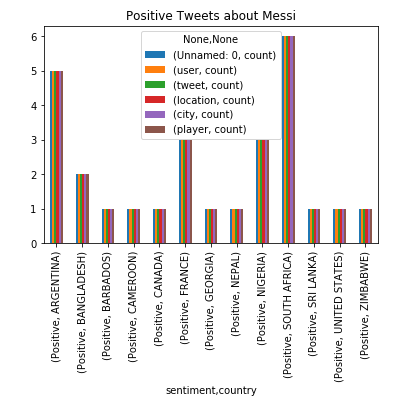 Positive Tweets about Messi
None,None
(Unnamed: 0, count)
(user, count)
(tweet, count)
(location, count)
(city, count)
(player, count)
6
5
4
3
2
1
0
(Positive, ARGENTINA)
(Positive, BANGLADESH)
(Positive, BARBADOS)
(Positive, CAMEROON)
(Positive, CANADA)
(Positive, FRANCE)
(Positive, GEORGIA)
(Positive, NEPAL)
(Positive, NIGERIA)
(Positive, SOUTH AFRICA)
(Positive, SRI LANKA)
(Positive, UNITED STATES)
(Positive, ZIMBABWE)
sentiment,country